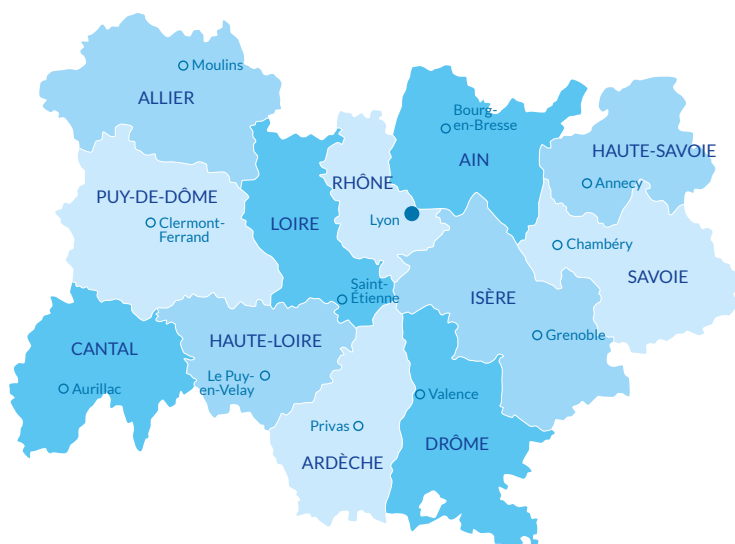 Moulins
ALLIER
Bourg-
en-Bresse
AIN
HAUTE-SAVOIE
Annecy
RHÔNE
PUY-DE-DÔME
Clermont-
Ferrand
LOIRE
Lyon
Chambéry
SAVOIE
Saint-
Étienne
ISÈRE
Grenoble
HAUTE-LOIRE
CANTAL
Le Puy-
en-Velay
Aurillac
Valence
Privas
DRÔME
ARDÈCHE